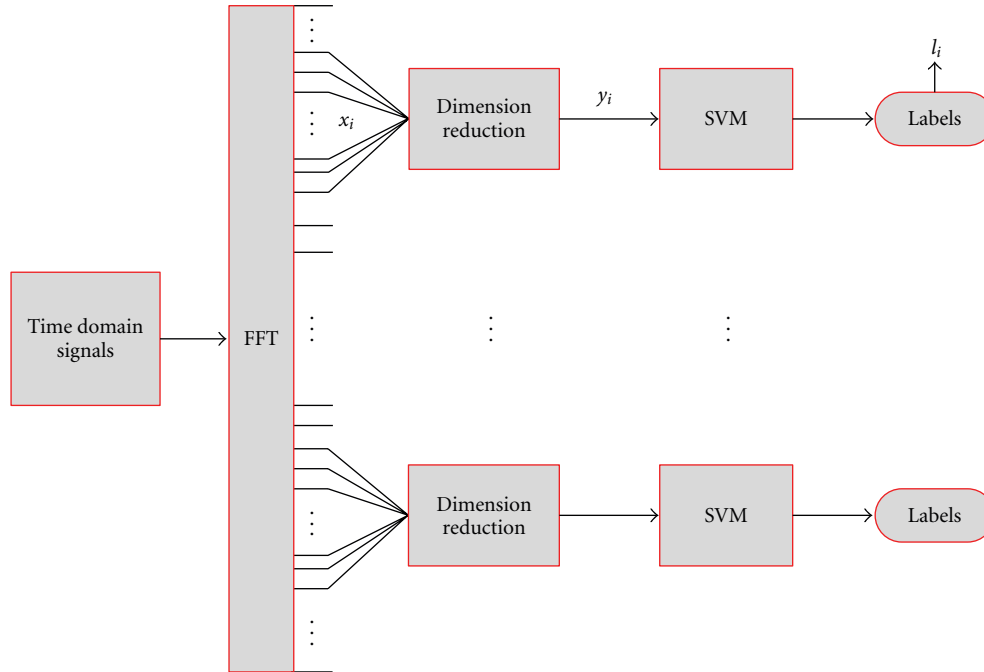 l_i
x_i
Dimension
reduction
y_i
SVM
Labels
Time domain
signals
FFT
Dimension
reduction
SVM
Labels